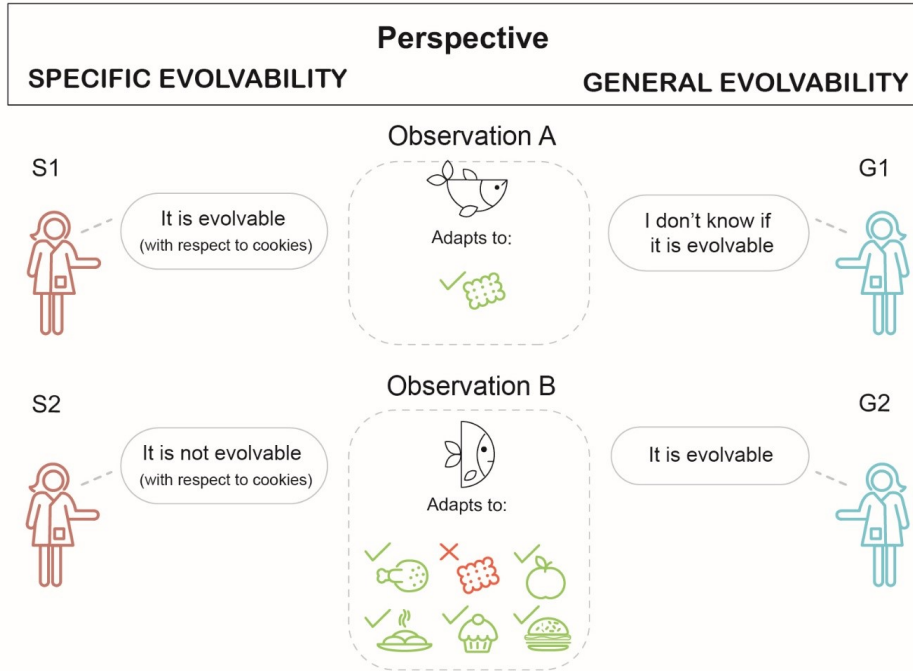 Perspective
SPECIFIC EVOLVABILITY
GENERAL EVOLVABILITY
Observation A
S1
G1
It is evolvable
(with respect to cookies)
Adapts to:
I don't know if
it is evolvable
Observation B
S2
G2
It is not evolvable
(with respect to cookies)
Adapts to:
It is evolvable